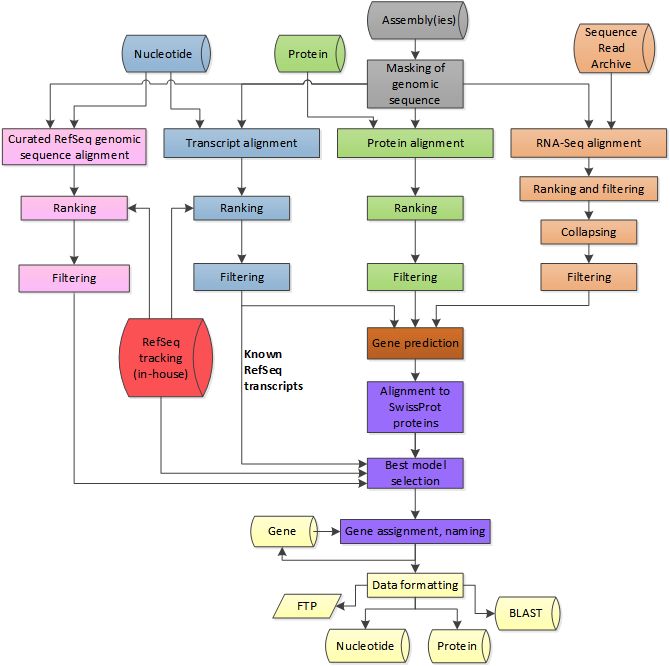 Assembly(ies)
Nucleotide
Protein
Sequence
Read
Archive
Masking of
genomic
sequence
Curated RefSeq genomic
sequence alignment
Transcript alignment
Protein alignment
RNA-Seq alignment
Ranking
Ranking
Ranking
Ranking and filtering
Collapsing
Filtering
Filtering
Filtering
Filtering
RefSeq
tracking
(in-house)
Known
RefSeq
transcripts
Gene prediction
Alignment to
SwissProt
proteins
Best model
selection
Gene
Gene assignment, naming
Data formatting
FTP
BLAST
Nucleotide
Protein